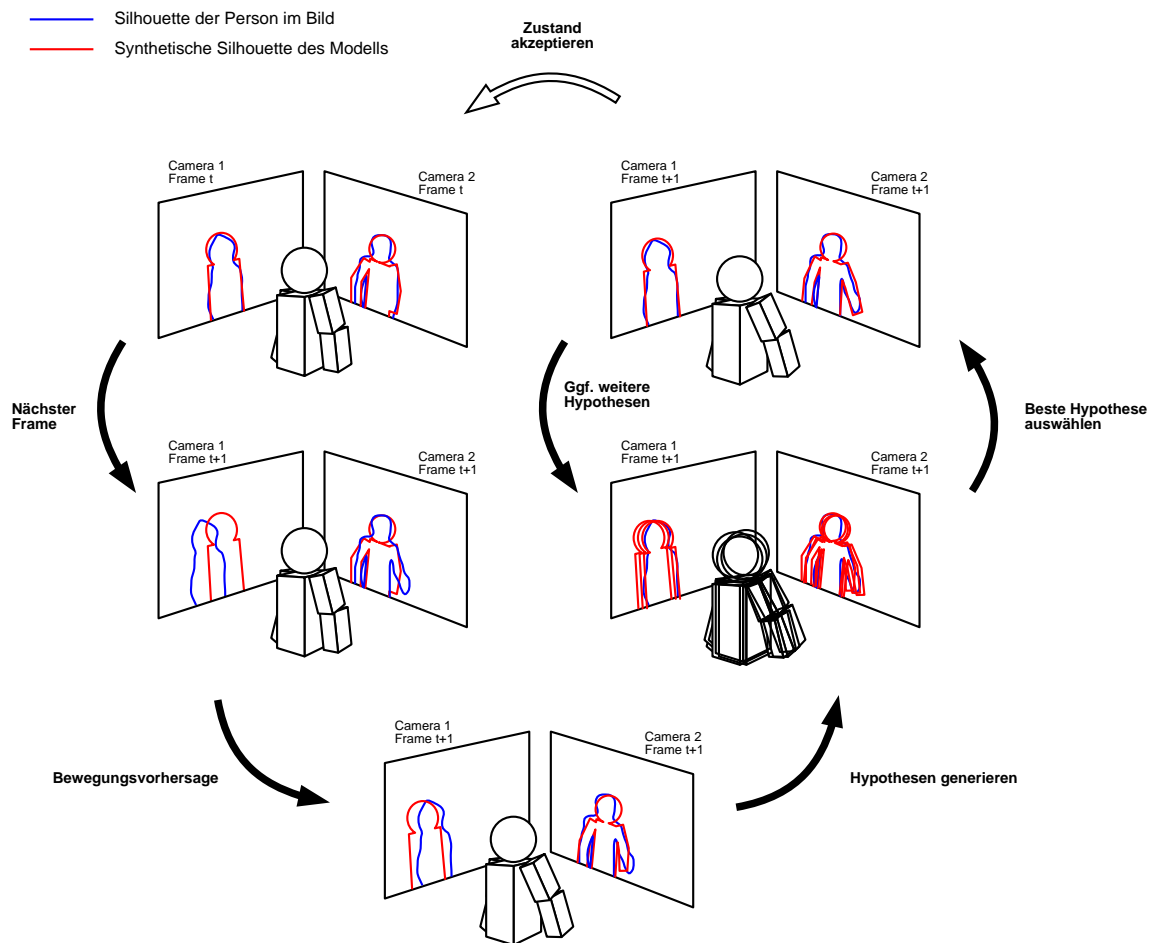 Silhouette der Person im Bild
Synthetische Silhouette des Modells
Zustand
akzeptieren
Camera 1
Frame t
Camera 2
Frame t
Camera 1
Frame t+1
Camera 2
Frame t+1
Nächster
Frame
Ggf. weitere
Hypothesen
Beste Hypothese
auswählen
Camera 1
Frame t+1
Camera 2
Frame t+1
Camera 1
Frame t+1
Camera 2
Frame t+1
Bewegungsvorhersage
Camera 1
Frame t+1
Camera 2
Frame t+1
Hypothesen generieren